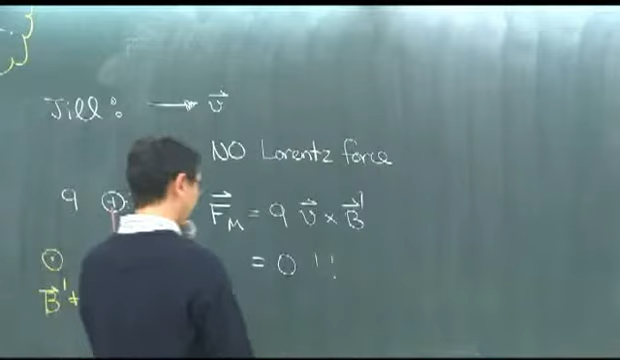 Jill: → v⃗
NO Lorentz force
q + F⃗_M = q v⃗ × B⃗'
= 0 !!
⊙
B⃗' ≠